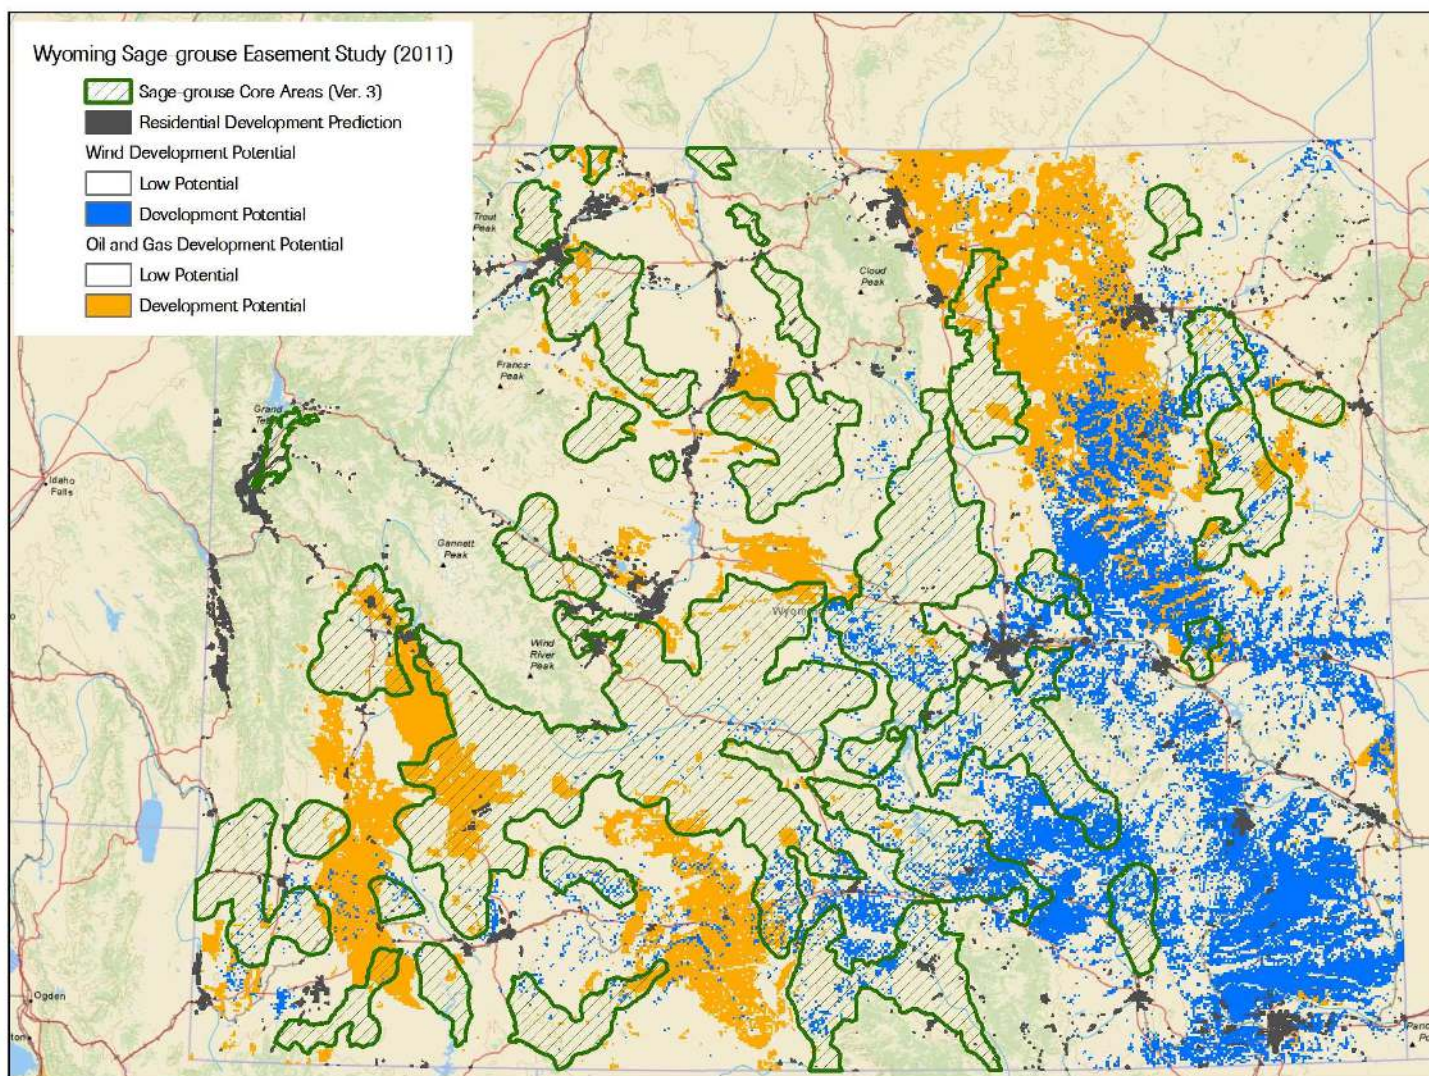 Wyoming Sage-grouse Easement Study (2011)
Sage-grouse Core Areas (Ver. 3)
Residential Development Prediction
Wind Development Potential
Low Potential
Development Potential
Oil and Gas Development Potential
Low Potential
Development Potential
Trout
Peak
Cloud
Peak
Francs
Peak
Grand
Idaho
Falls
Gannett
Peak
Wyoming
Wind
River
Peak
Ogden